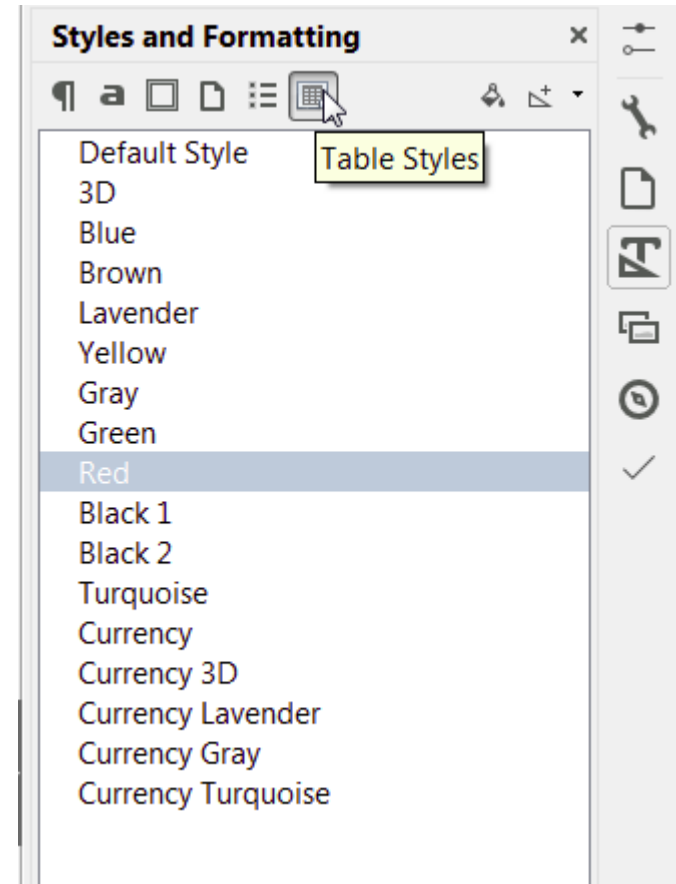 Styles and Formatting
Table Styles
Default Style
3D
Blue
Brown
Lavender
Yellow
Gray
Green
Red
Black 1
Black 2
Turquoise
Currency
Currency 3D
Currency Lavender
Currency Gray
Currency Turquoise